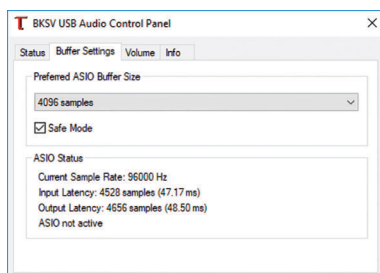 BKSV USB Audio Control Panel
Status Buffer Settings Volume Info
Preferred ASIO Buffer Size
4096 samples
Safe Mode
ASIO Status
Current Sample Rate: 96000 Hz
Input Latency: 4528 samples (47.17 ms)
Output Latency: 4656 samples (48.50 ms)
ASIO not active